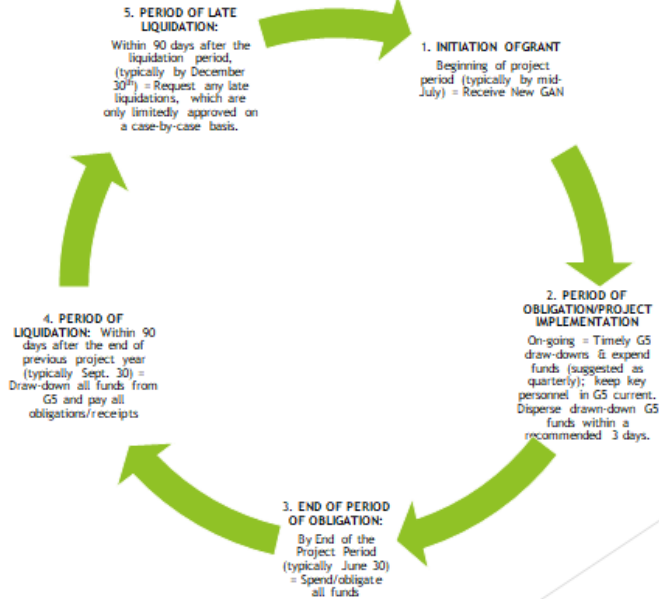 1. INITIATION OFGRANT
Beginning of project
period (typically by mid-
July) = Receive New GAN
2. PERIOD OF
OBLIGATION/PROJECT
IMPLEMENTATION
On-going = Timely G5
draw-downs & expend
funds (suggested as
quarterly); keep key
personnel in G5 current.
Disperse drawn-down G5
funds within a
recommended 3 days.
3. END OF PERIOD
OF OBLIGATION:
By End of the
Project Period
(typically June 30)
= Spend/obligate
all funds
4. PERIOD OF
LIQUIDATION: Within 90
days after the end of
previous project year
(typically Sept. 30) =
Draw-down all funds from
G5 and pay all
obligations/receipts
5. PERIOD OF LATE
LIQUIDATION:
Within 90 days after the
liquidation period,
(typically by December
30th) = Request any late
liquidations, which are
only limitedly approved on
a case-by-case basis.